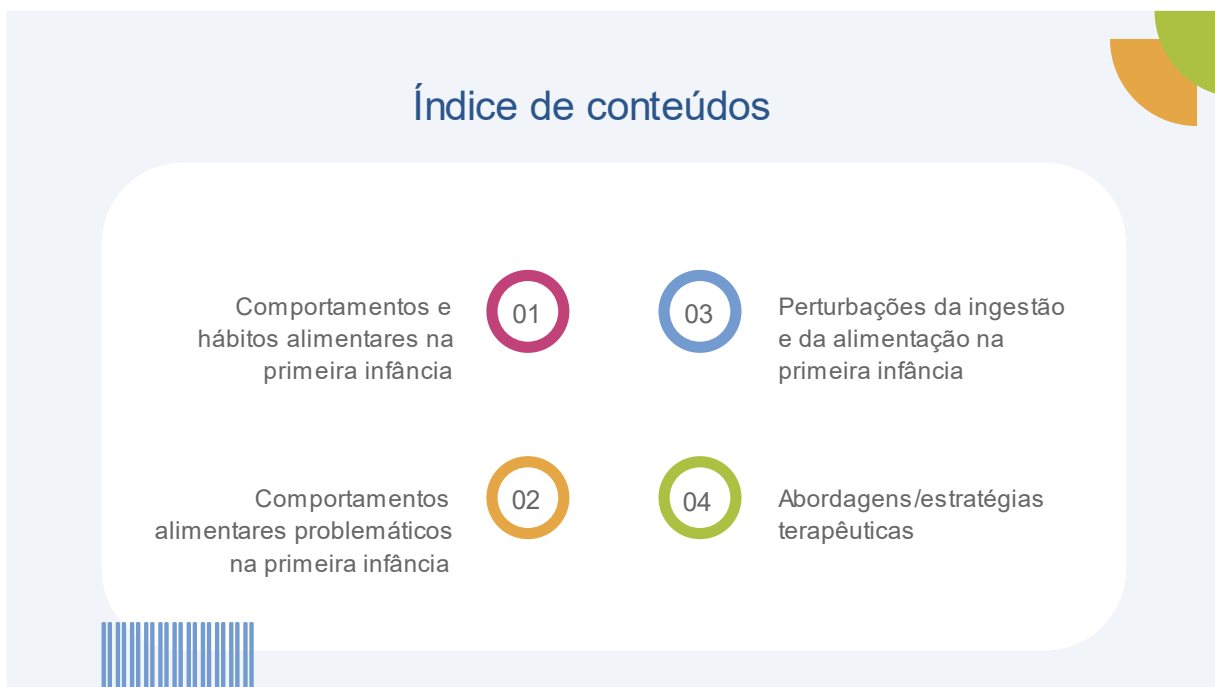 Índice de conteúdos
01
Comportamentos e
hábitos alimentares na
primeira infância
02
Comportamentos
alimentares problemáticos
na primeira infância
03
Perturbações da ingestão
e da alimentação na
primeira infância
04
Abordagens/estratégias
terapêuticas